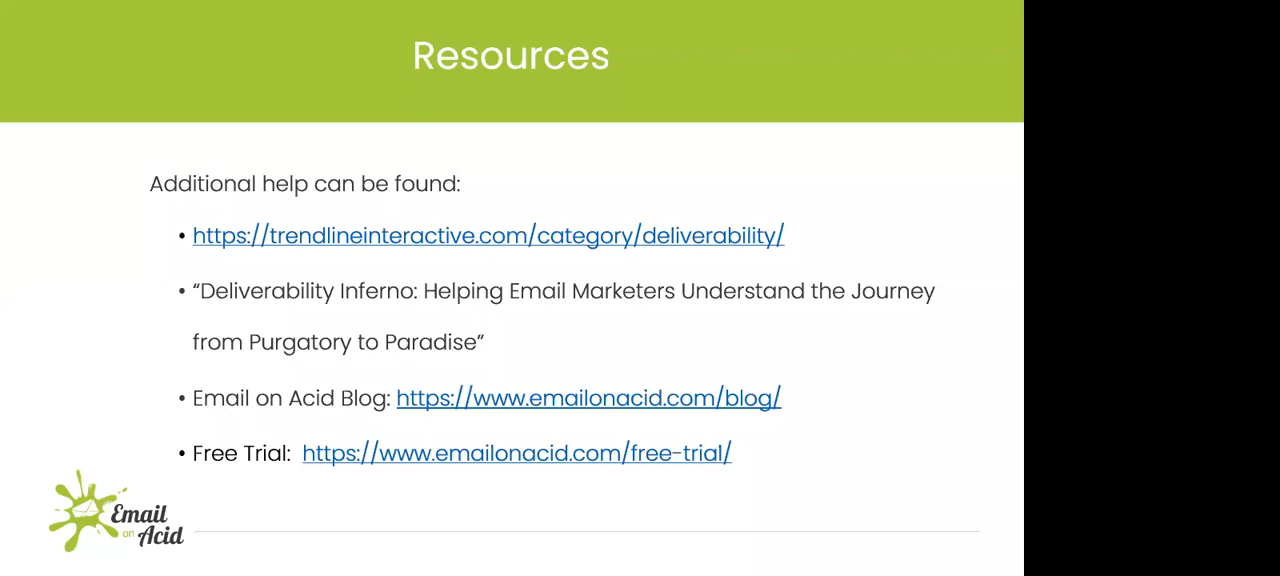 Resources
Additional help can be found:
• https://trendlineinteractive.com/category/deliverability/
• “Deliverability Inferno: Helping Email Marketers Understand the Journey
from Purgatory to Paradise”
• Email on Acid Blog: https://www.emailonacid.com/blog/
• Free Trial: https://www.emailonacid.com/free-trial/
Email
on Acid